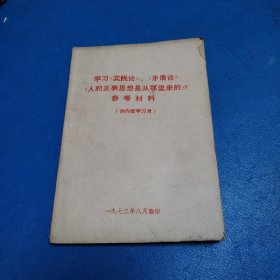 学习《实践论》、《矛盾论》
《人的正确思想是从那里来的》
参考材料
(供内部学习用)
一九七三年八月翻印